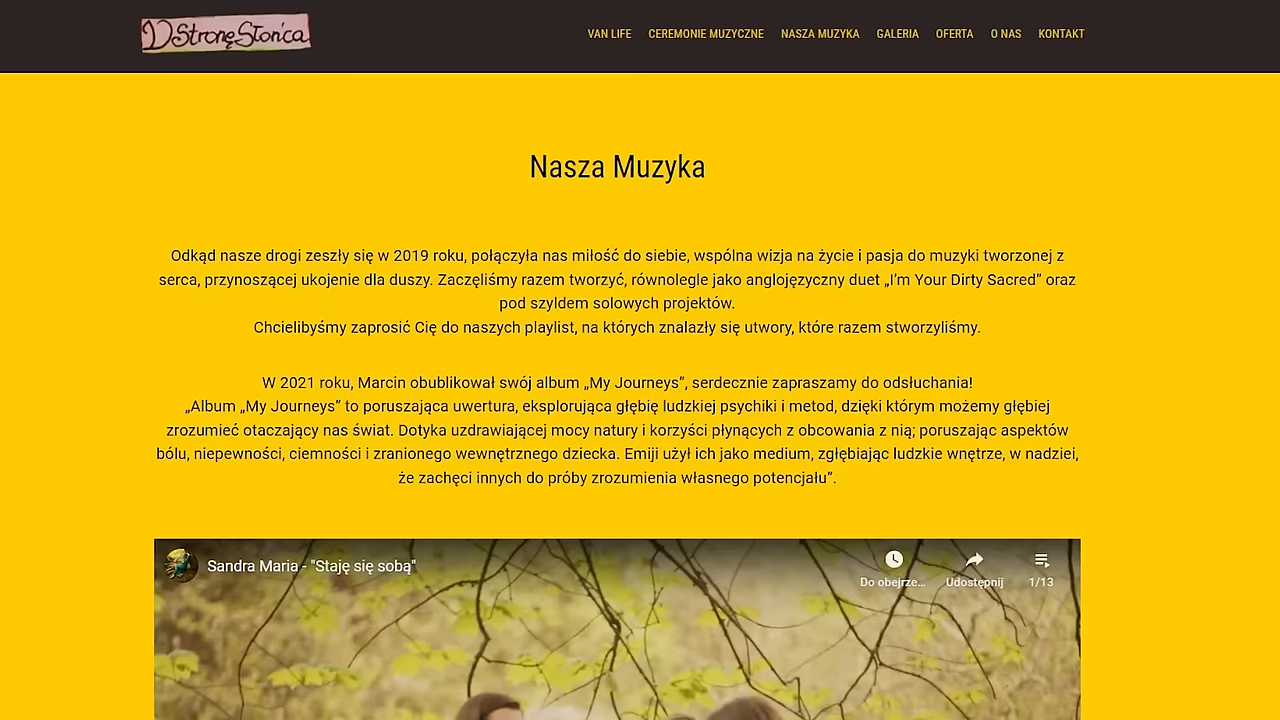 WStronęSłońca
VAN LIFE CEREMONIE MUZYCZNE NASZA MUZYKA GALERIA OFERTA O NAS KONTAKT
Nasza Muzyka
Odkąd nasze drogi zeszły się w 2019 roku, połączyła nas miłość do siebie, wspólna wizja na życie i pasja do muzyki tworzonej z
serca, przynoszącej ukojenie dla duszy. Zaczęliśmy razem tworzyć, równolegle jako anglojęzyczny duet „I’m Your Dirty Sacred” oraz
pod szyldem solowych projektów.
Chcielibyśmy zaprosić Cię do naszych playlist, na których znalazły się utwory, które razem stworzyliśmy.
W 2021 roku, Marcin obublikował swój album „My Journeys”, serdecznie zapraszamy do odsłuchania!
„Album „My Journeys” to poruszająca uwertura, eksplorująca głębię ludzkiej psychiki i metod, dzięki którym możemy głębiej
zrozumieć otaczający nas świat. Dotyka uzdrawiającej mocy natury i korzyści płynących z obcowania z nią; poruszając aspektów
bólu, niepewności, ciemności i zranionego wewnętrznego dziecka. Emiji użył ich jako medium, zgłębiając ludzkie wnętrze, w nadziei,
że zachęci innych do próby zrozumienia własnego potencjału”.
Sandra Maria - "Staję się sobą"
Do obejrze... Udostępnij 1/13